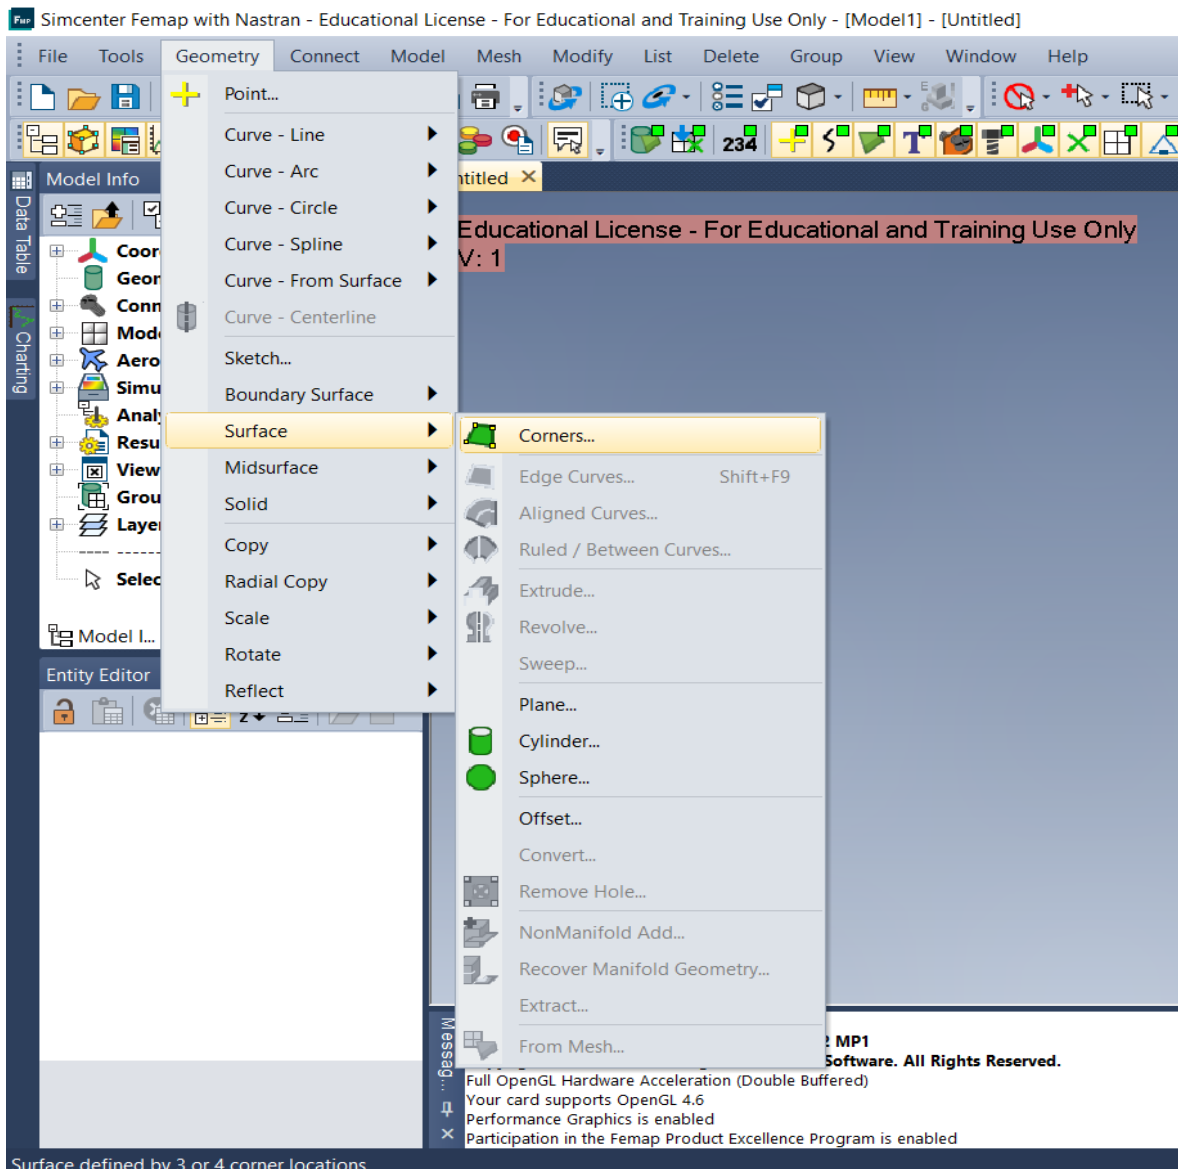 FMP Simcenter Femap with Nastran - Educational License - For Educational and Training Use Only - [Model1] - [Untitled]
File Tools Geometry Connect Model Mesh Modify List Delete Group View Window Help
234
Model Info
ntitled
Data Table
Charting
Educational License - For Educational and Training Use Only
V: 1
Coor
Geor
Conn
Mode
Aero
Simu
Analy
Resu
View
Grou
Laye
Selec
Model I...
Entity Editor
Point...
Curve - Line
Curve - Arc
Curve - Circle
Curve - Spline
Curve - From Surface
Curve - Centerline
Sketch...
Boundary Surface
Surface
Midsurface
Solid
Copy
Radial Copy
Scale
Rotate
Reflect
Corners...
Edge Curves... Shift+F9
Aligned Curves...
Ruled / Between Curves...
Extrude...
Revolve...
Sweep...
Plane...
Cylinder...
Sphere...
Offset...
Convert...
Remove Hole...
NonManifold Add...
Recover Manifold Geometry...
Extract...
From Mesh...
Messag...
MP1
Software. All Rights Reserved.
Full OpenGL Hardware Acceleration (Double Buffered)
Your card supports OpenGL 4.6
Performance Graphics is enabled
Participation in the Femap Product Excellence Program is enabled
Surface defined by 3 or 4 corner locations